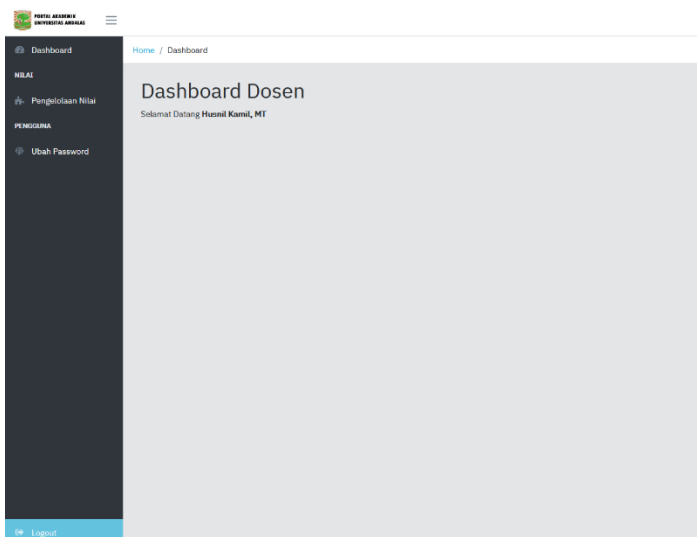 PORTAL AKADEMIK
UNIVERSITAS ANDALAS
Dashboard
Home / Dashboard
NILAI
Pengelolaan Nilai
PENGGUNA
Ubah Password
Dashboard Dosen
Selamat Datang Husnil Kamil, MT
Logout